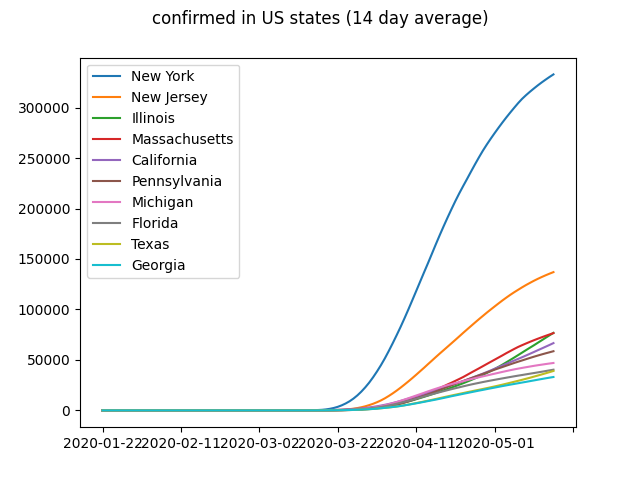 confirmed in US states (14 day average)
New York
New Jersey
Illinois
Massachusetts
California
Pennsylvania
Michigan
Florida
Texas
Georgia
300000
250000
200000
150000
100000
50000
0
2020-01-22 2020-02-11 2020-03-02 2020-03-22 2020-04-11 2020-05-01